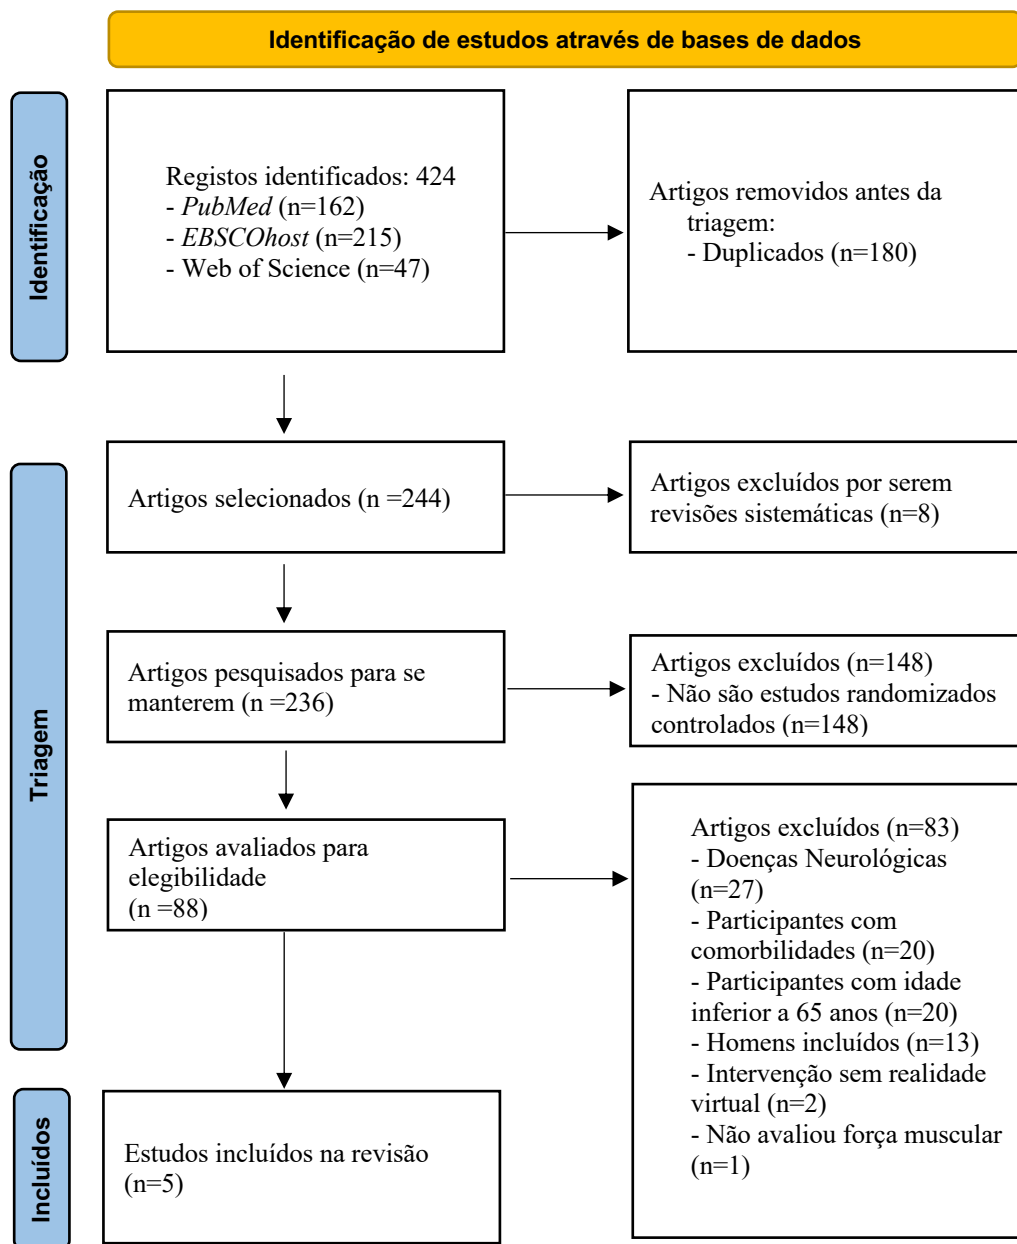 Identificação de estudos através de bases de dados
Identificação
Registos identificados: 424
- PubMed (n=162)
- EBSCOhost (n=215)
- Web of Science (n=47)
Artigos removidos antes da
triagem:
- Duplicados (n=180)
Triagem
Artigos selecionados (n =244)
Artigos excluídos por serem
revisões sistemáticas (n=8)
Artigos pesquisados para se
manterem (n =236)
Artigos excluídos (n=148)
- Não são estudos randomizados
controlados (n=148)
Artigos avaliados para
elegibilidade
(n =88)
Artigos excluídos (n=83)
- Doenças Neurológicas
(n=27)
- Participantes com
comorbilidades (n=20)
- Participantes com idade
inferior a 65 anos (n=20)
- Homens incluídos (n=13)
- Intervenção sem realidade
virtual (n=2)
- Não avaliou força muscular
(n=1)
Incluídos
Estudos incluídos na revisão
(n=5)